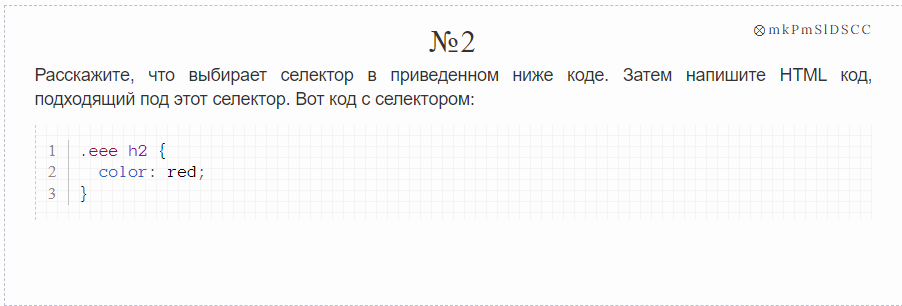 №2
⊗mkPmSlDSCC
Расскажите, что выбирает селектор в приведенном ниже коде. Затем напишите HTML код,
подходящий под этот селектор. Вот код с селектором:
1 .eee h2 {
2   color: red;
3 }